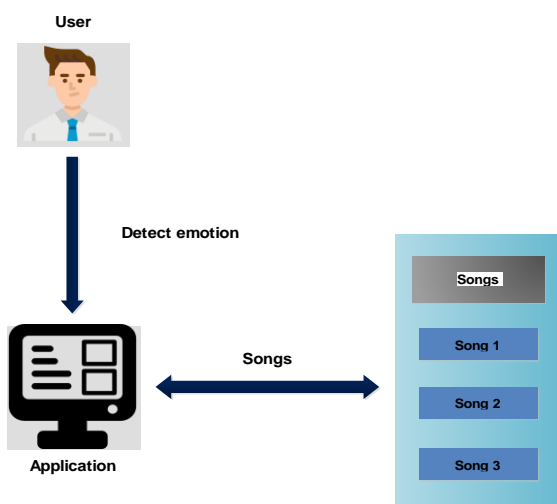 User
Detect emotion
Songs
Song 1
Songs
Song 2
Song 3
Application